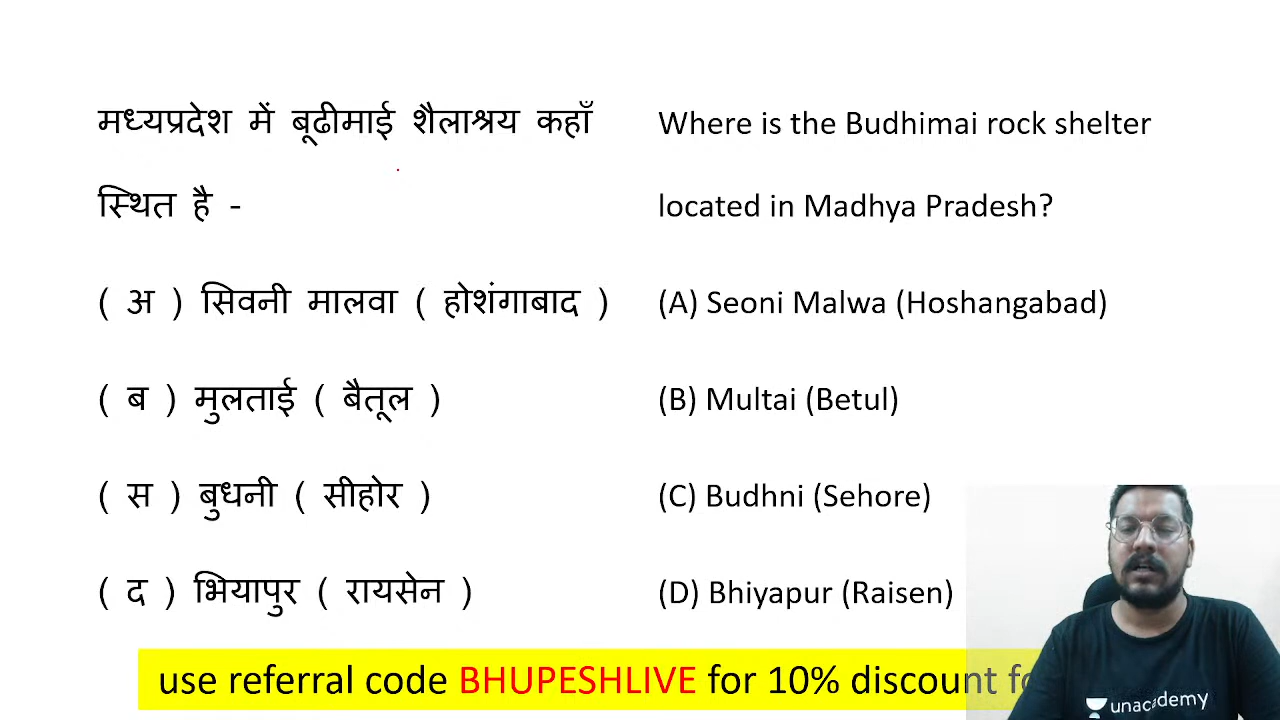 मध्यप्रदेश में बूढीमाई शैलाश्रय कहाँ
स्थित है -
( अ ) सिवनी मालवा ( होशंगाबाद )
( ब ) मुलताई ( बैतूल )
( स ) बुधनी ( सीहोर )
( द ) भियापुर ( रायसेन )
Where is the Budhimai rock shelter
located in Madhya Pradesh?
(A) Seoni Malwa (Hoshangabad)
(B) Multai (Betul)
(C) Budhni (Sehore)
(D) Bhiyapur (Raisen)
use referral code BHUPESHLIVE for 10% discount
unacademy